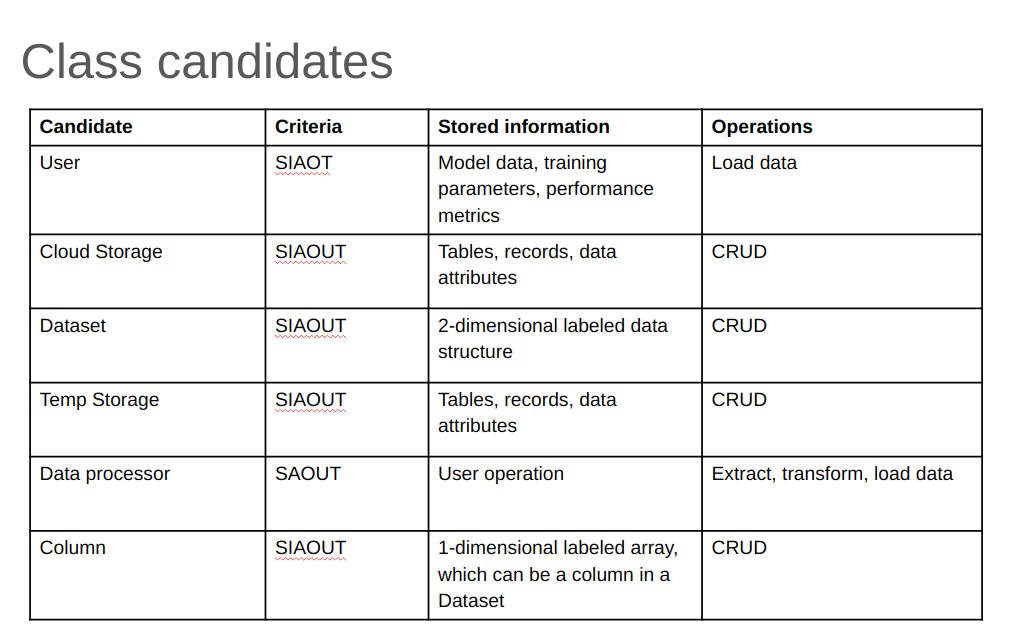 Class candidates
Candidate Criteria Stored information Operations
User SIAOT Model data, training Load data
parameters, performance
metrics
Cloud Storage SIAOUT Tables, records, data CRUD
attributes
Dataset SIAOUT 2-dimensional labeled data CRUD
structure
Temp Storage SIAOUT Tables, records, data CRUD
attributes
Data processor SAOUT User operation Extract, transform, load data
Column SIAOUT 1-dimensional labeled array, CRUD
which can be a column in a
Dataset